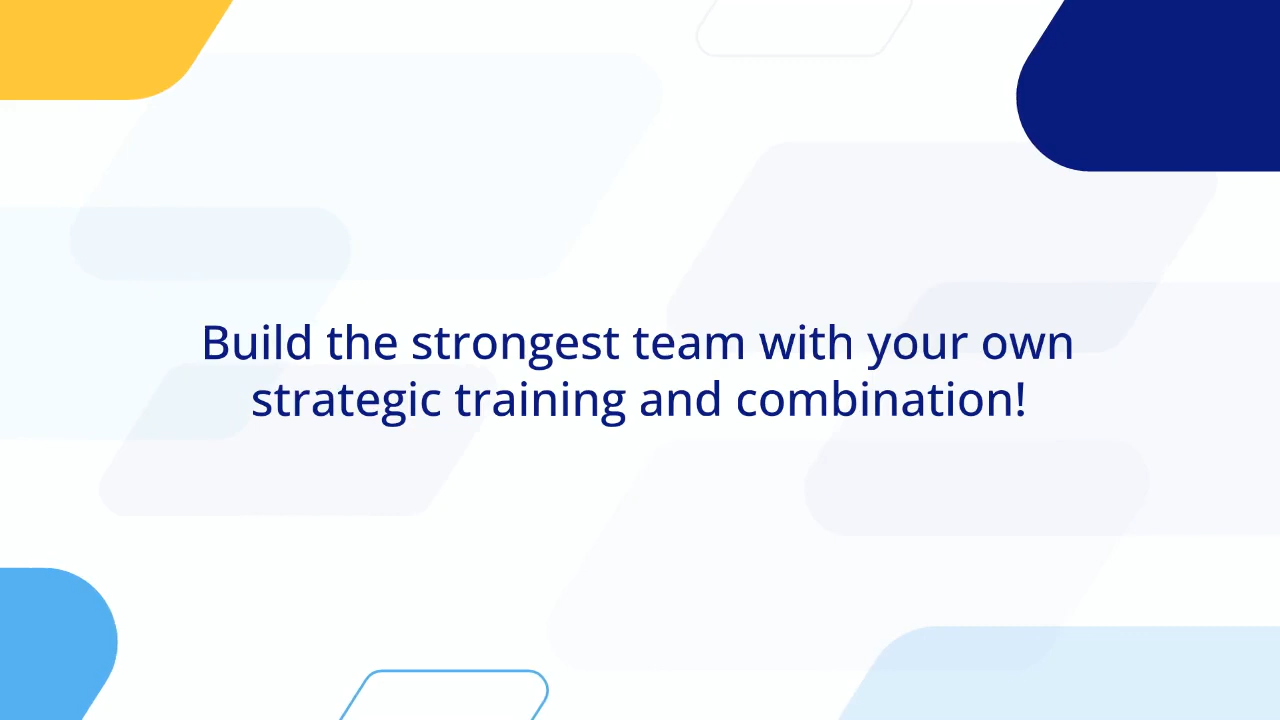 Build the strongest team with your own
strategic training and combination!